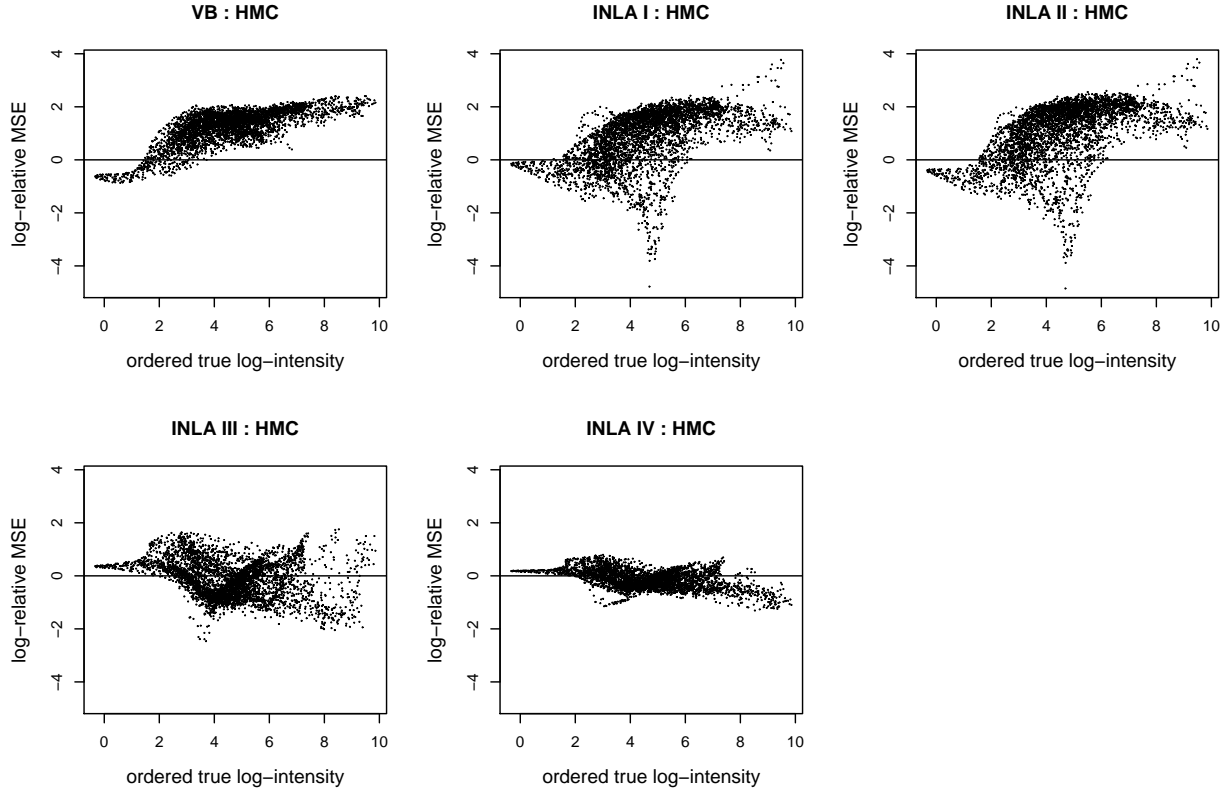 VB : HMC
INLA I : HMC
INLA II : HMC
log−relative MSE
4
2
0
−2
−4
0 2 4 6 8 10
ordered true log−intensity
log−relative MSE
4
2
0
−2
−4
0 2 4 6 8 10
ordered true log−intensity
log−relative MSE
4
2
0
−2
−4
0 2 4 6 8 10
ordered true log−intensity
INLA III : HMC
INLA IV : HMC
log−relative MSE
4
2
0
−2
−4
0 2 4 6 8 10
ordered true log−intensity
log−relative MSE
4
2
0
−2
−4
0 2 4 6 8 10
ordered true log−intensity